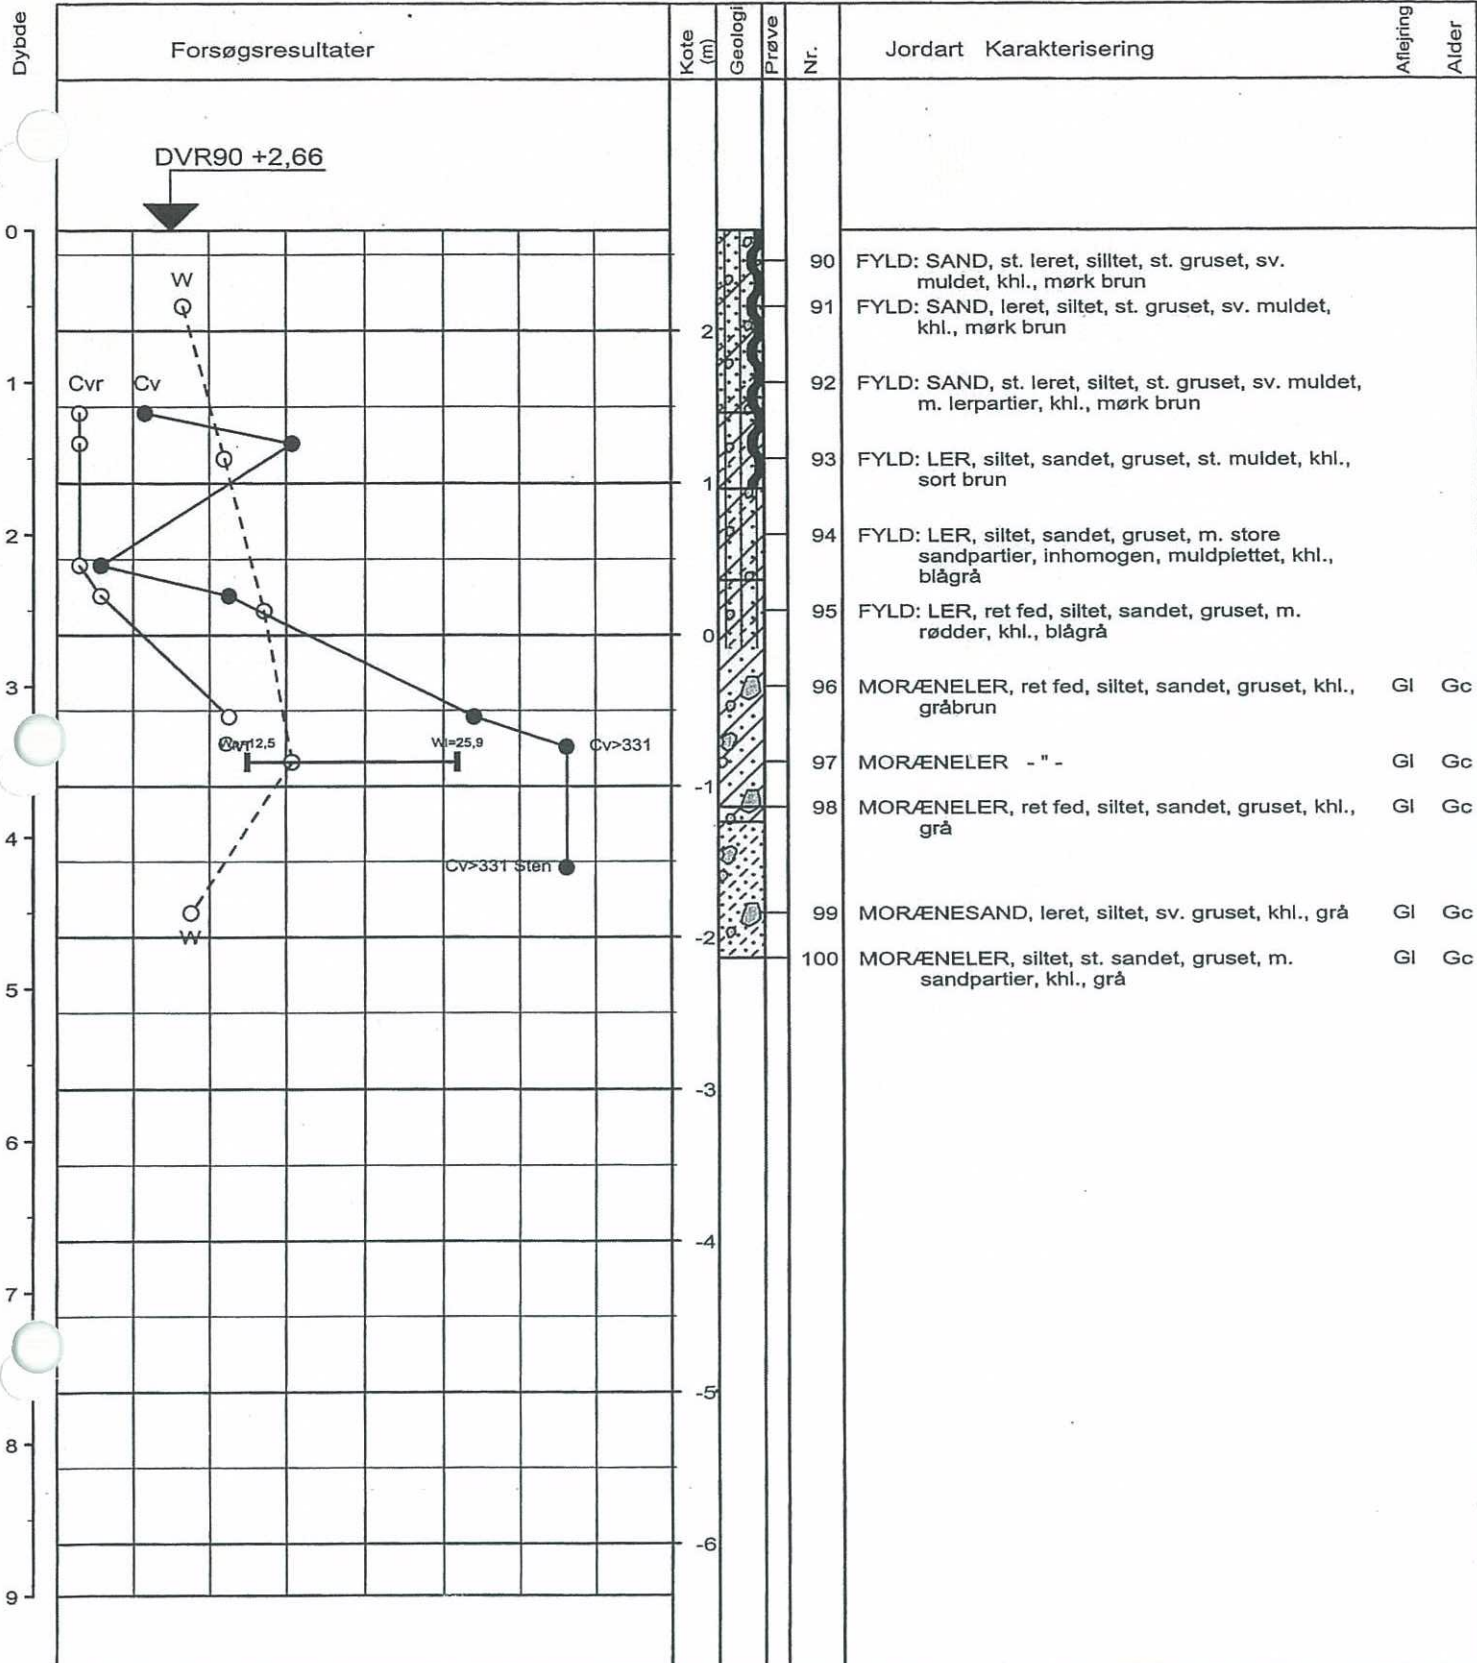 Dybde
Forsøgsresultater
Kote (m)
Geologi
Prøve
Nr.
Jordart Karakterisering
Aflejring
Alder
DVR90 +2,66
0
W
90 FYLD: SAND, st. leret, silltet, st. gruset, sv.
muldet, khl., mørk brun
91 FYLD: SAND, leret, siltet, st. gruset, sv. muldet,
khl., mørk brun
2
1
Cvr Cv
92 FYLD: SAND, st. leret, siltet, st. gruset, sv. muldet,
m. lerpartier, khl., mørk brun
93 FYLD: LER, siltet, sandet, gruset, st. muldet, khl.,
sort brun
1
2
94 FYLD: LER, siltet, sandet, gruset, m. store
sandpartier, inhomogen, muldplettet, khl.,
blågrå
95 FYLD: LER, ret fed, siltet, sandet, gruset, m.
rødder, khl., blågrå
0
3
96 MORÆNELER, ret fed, siltet, sandet, gruset, khl., Gl Gc
gråbrun
Wl=25,9
Cv>331
97 MORÆNELER - " - Gl Gc
-1
98 MORÆNELER, ret fed, siltet, sandet, gruset, khl., Gl Gc
grå
4
Cv>331 Sten
99 MORÆNESAND, leret, siltet, sv. gruset, khl., grå Gl Gc
W
-2
100 MORÆNELER, siltet, st. sandet, gruset, m. Gl Gc
sandpartier, khl., grå
5
-3
6
-4
7
-5
8
-6
9